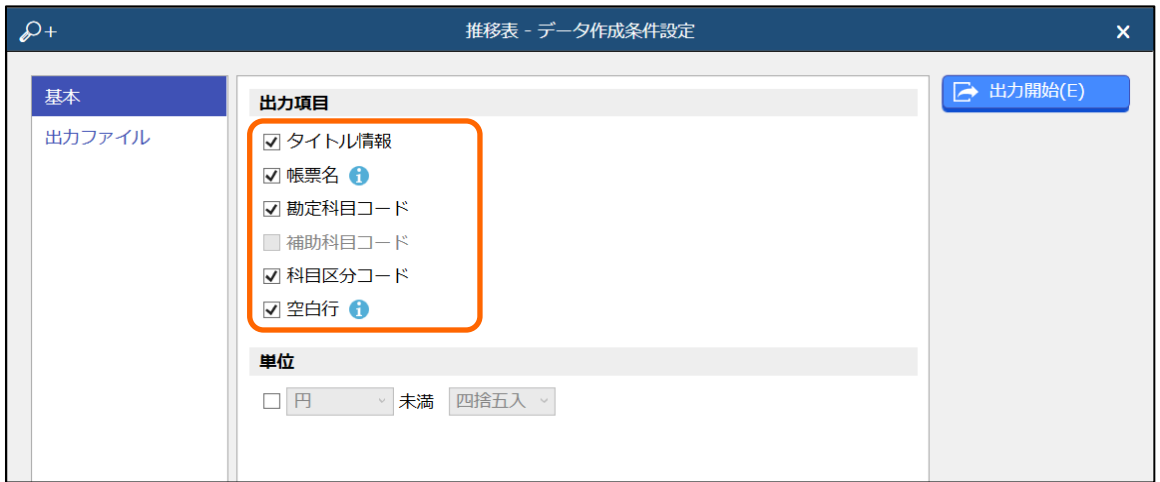 推移表 - データ作成条件設定
基本
出力ファイル
出力項目
タイトル情報
帳票名
勘定科目コード
補助科目コード
科目区分コード
空白行
単位
円 未満 四捨五入
出力開始(E)